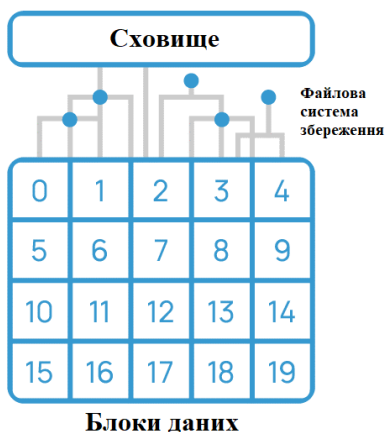 Сховище
Файлова
система
збереження
0 1 2 3 4
5 6 7 8 9
10 11 12 13 14
15 16 17 18 19
Блоки даних